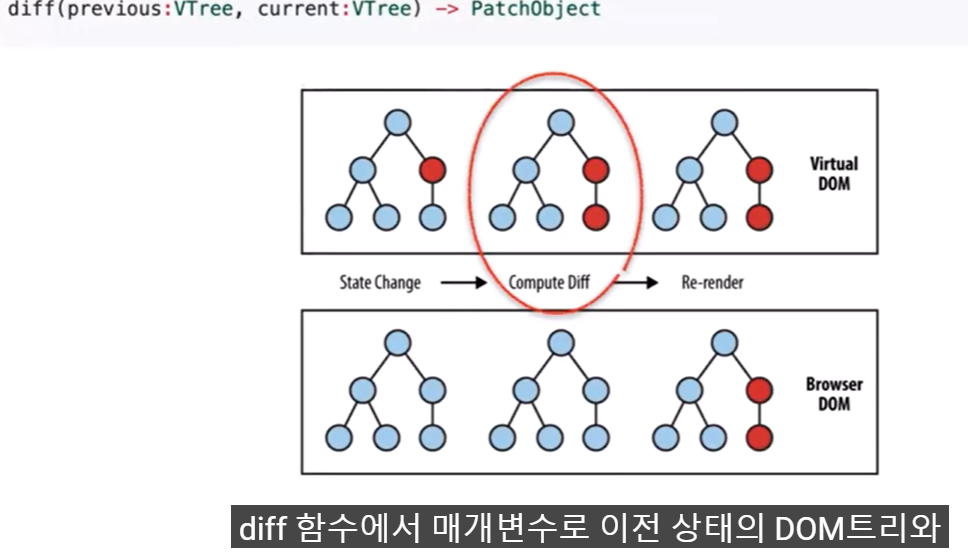 diff(previous:VTree, current:VTree) -> PatchObject
Virtual
DOM
State Change
Compute Diff
Re-render
Browser
DOM
diff 함수에서 매개변수로 이전 상태의 DOM트리와